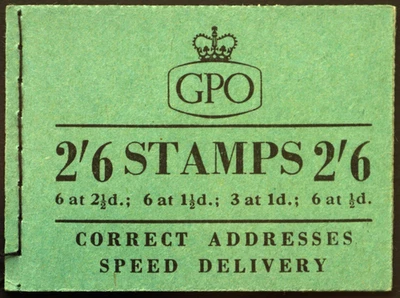 GPO
2'6 STAMPS 2'6
6 at 2½d.; 6 at 1½d.; 3 at 1d.; 6 at ½d.
CORRECT ADDRESSES
SPEED DELIVERY